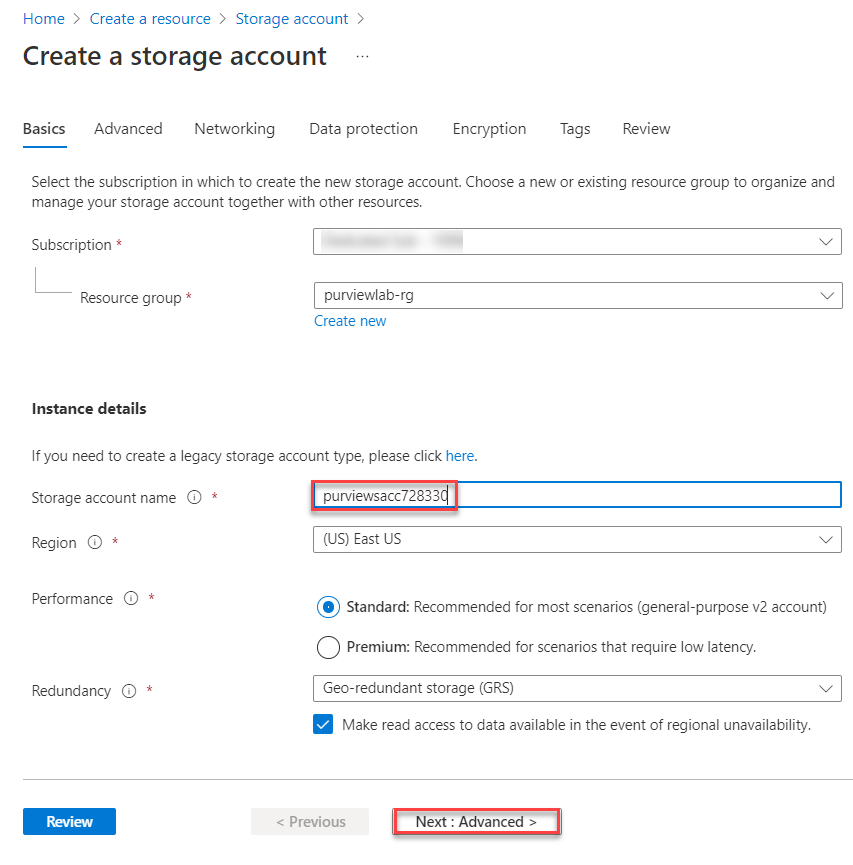 Home > Create a resource > Storage account >
Create a storage account ...
Basics Advanced Networking Data protection Encryption Tags Review
Select the subscription in which to create the new storage account. Choose a new or existing resource group to organize and
manage your storage account together with other resources.
Subscription *
Resource group * purviewlab-rg
Create new
Instance details
If you need to create a legacy storage account type, please click here.
Storage account name * purviewsacc728330
Region * (US) East US
Performance * Standard: Recommended for most scenarios (general-purpose v2 account)
Premium: Recommended for scenarios that require low latency.
Redundancy * Geo-redundant storage (GRS)
Make read access to data available in the event of regional unavailability.
Review < Previous Next : Advanced >